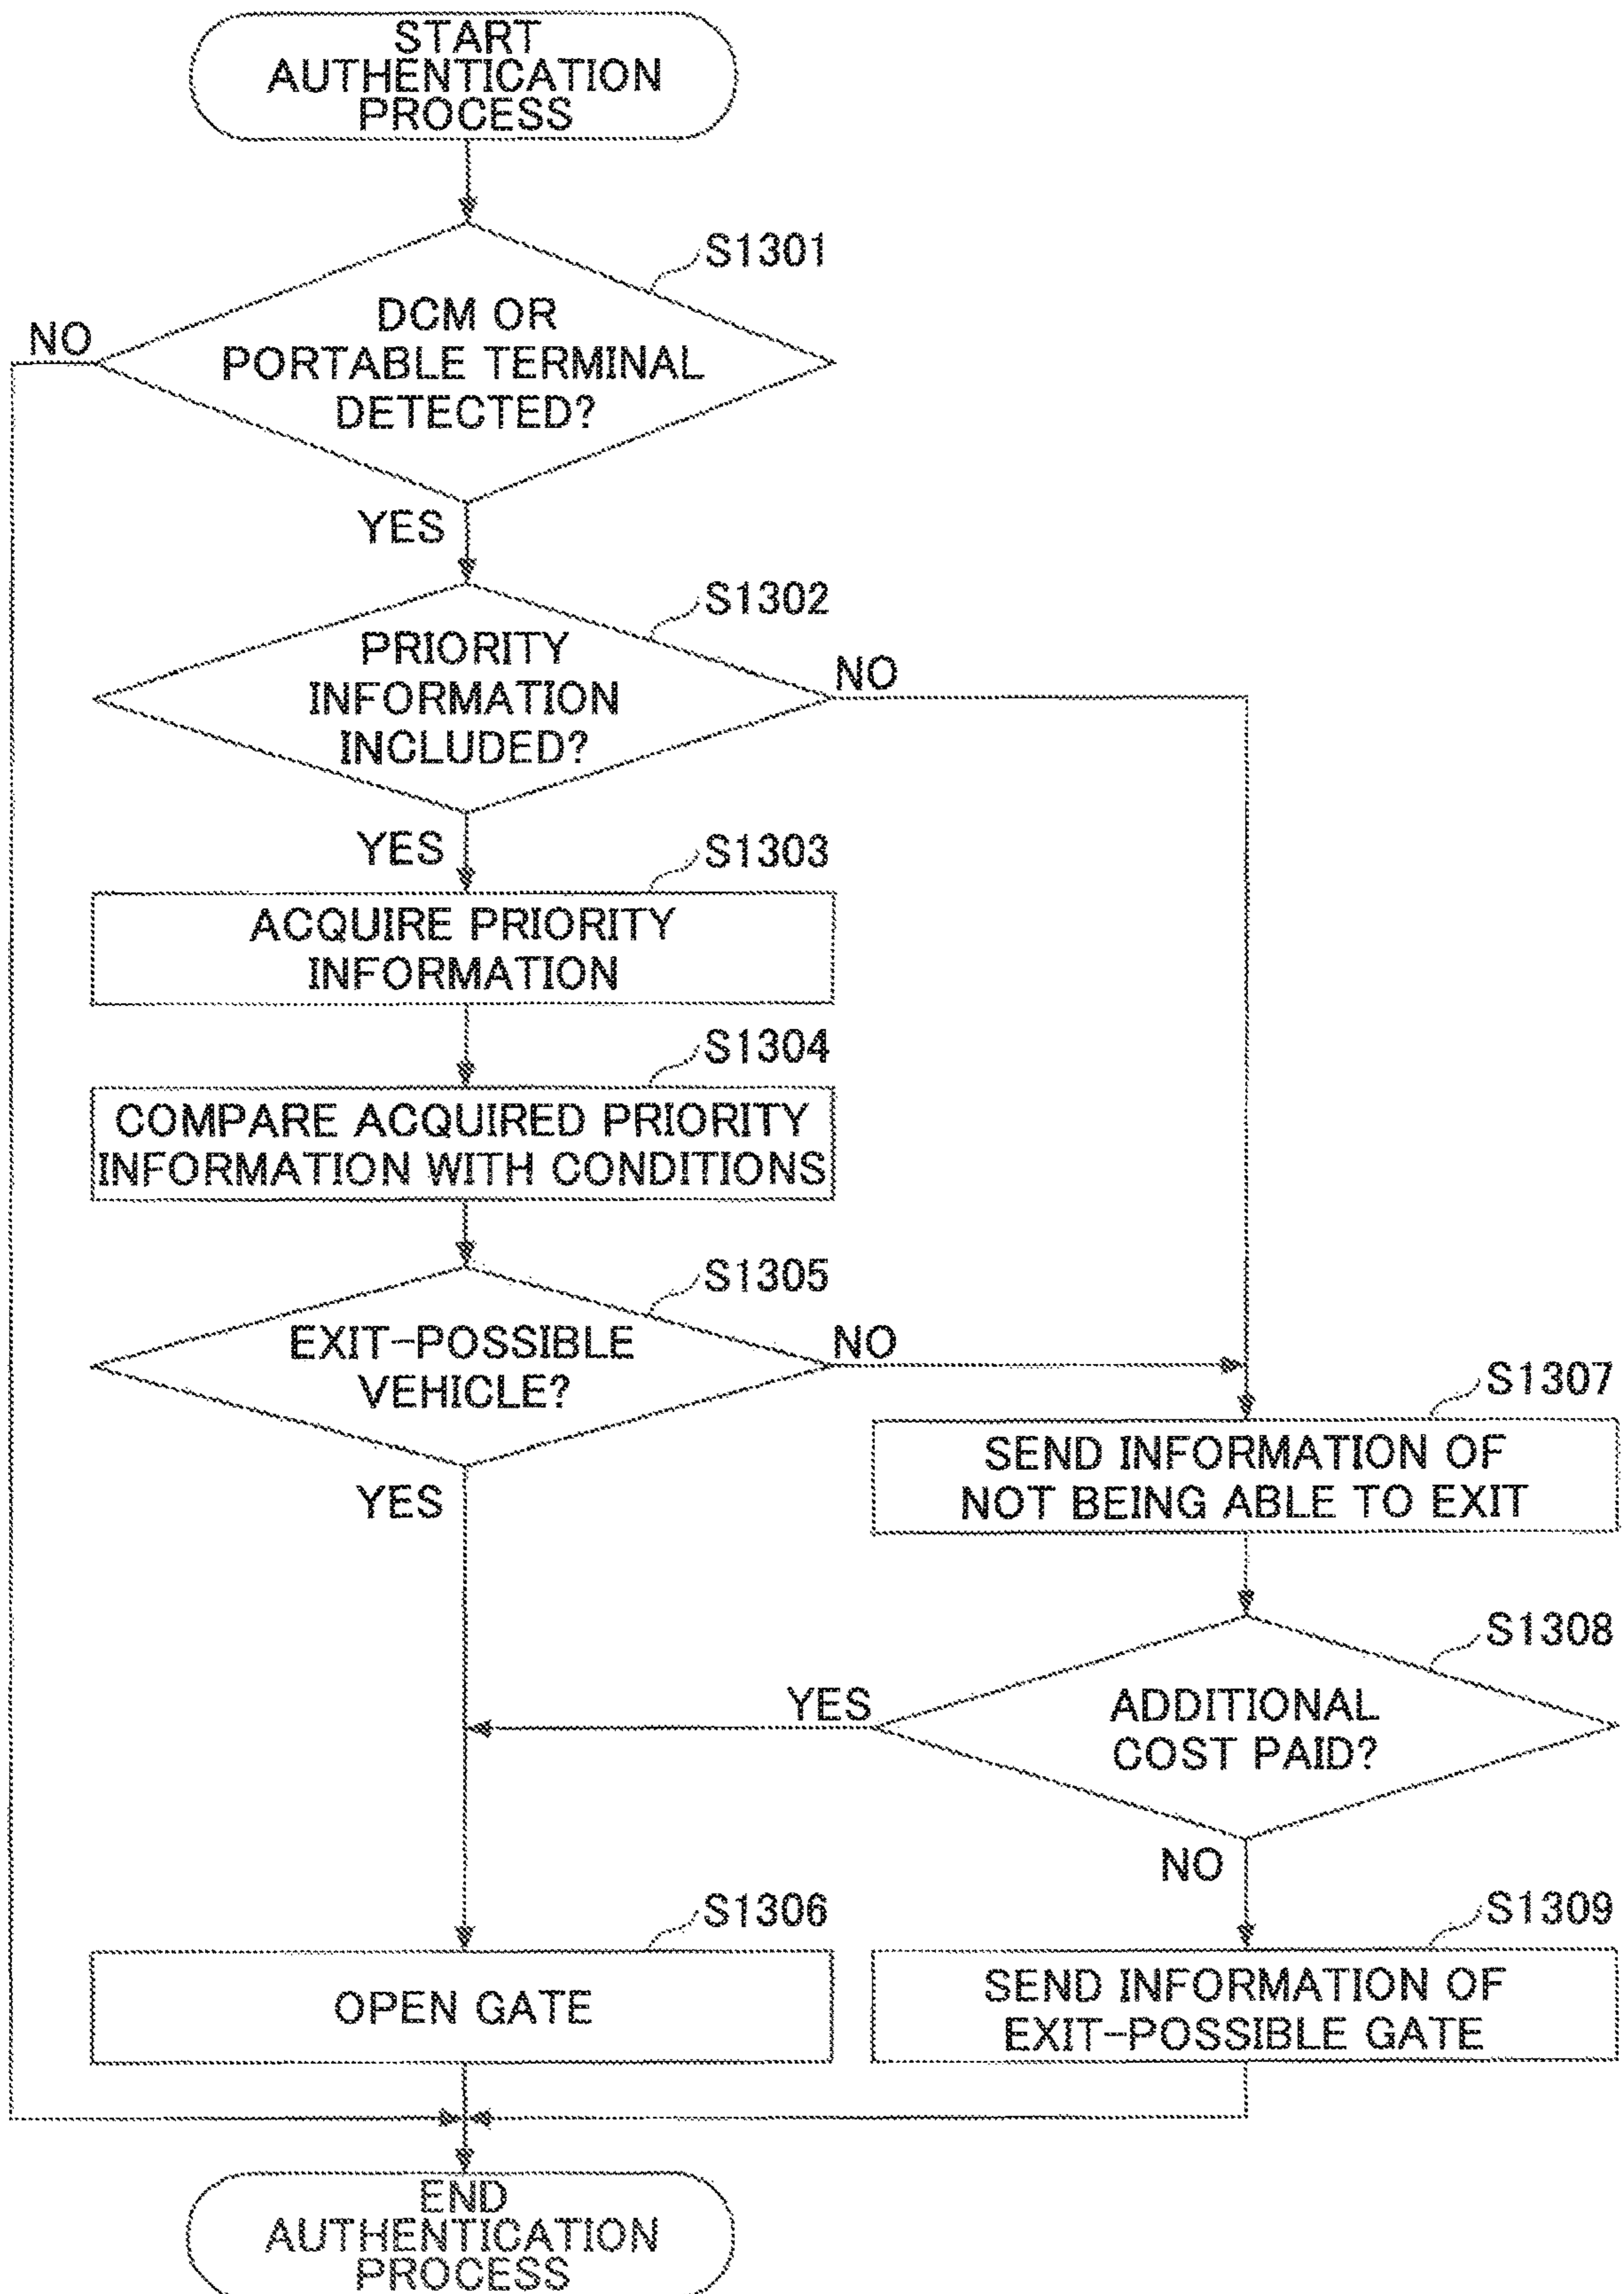 START
AUTHENTICATION
PROCESS
S1301
DCM OR
PORTABLE TERMINAL
DETECTED?
NO
YES
S1302
PRIORITY
INFORMATION
INCLUDED?
NO
YES
S1303
ACQUIRE PRIORITY
INFORMATION
S1304
COMPARE ACQUIRED PRIORITY
INFORMATION WITH CONDITIONS
S1305
EXIT-POSSIBLE
VEHICLE?
NO
YES
S1307
SEND INFORMATION OF
NOT BEING ABLE TO EXIT
S1308
ADDITIONAL
COST PAID?
YES
NO
S1306
OPEN GATE
S1309
SEND INFORMATION OF
EXIT-POSSIBLE GATE
END
AUTHENTICATION
PROCESS